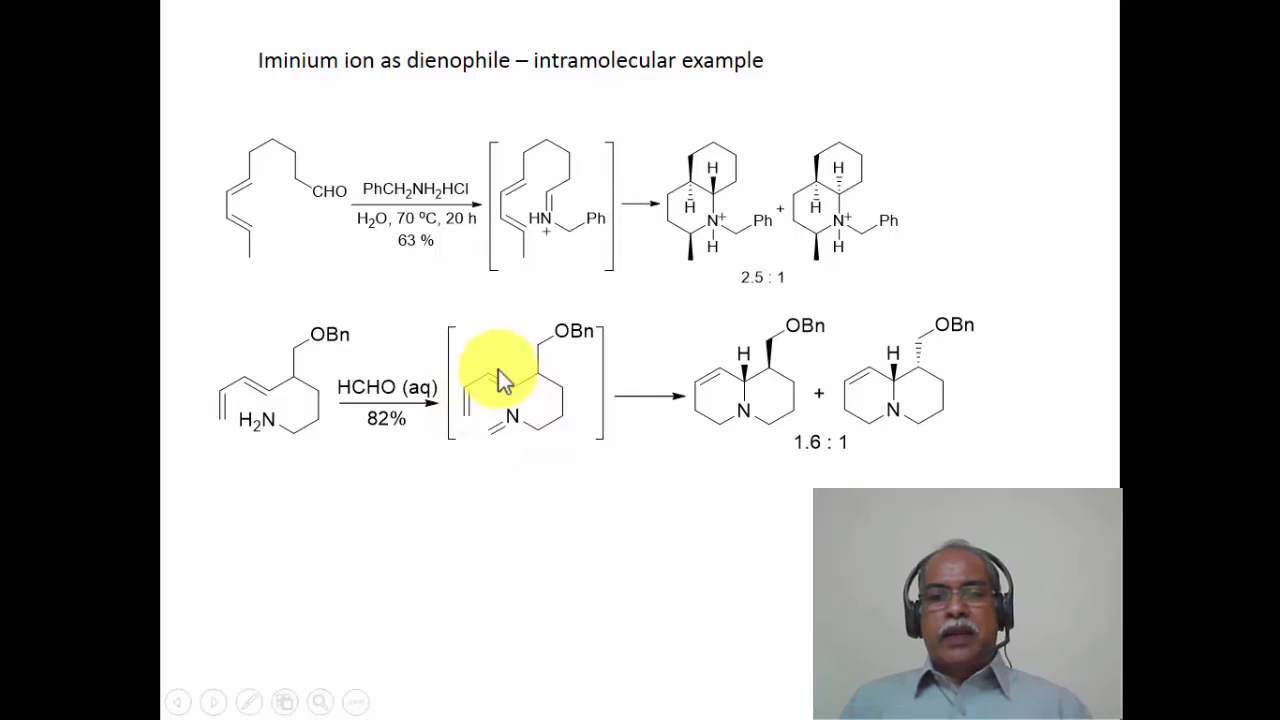 Iminium ion as dienophile – intramolecular example
CHO
PhCH₂NH₂HCl
H₂O, 70 ºC, 20 h
63 %
HN
+
Ph
H
H
N+
H
Ph
+
H
H
N+
H
Ph
2.5 : 1
OBn
H₂N
HCHO (aq)
82%
OBn
N
OBn
H
N
+
OBn
H
N
1.6 : 1